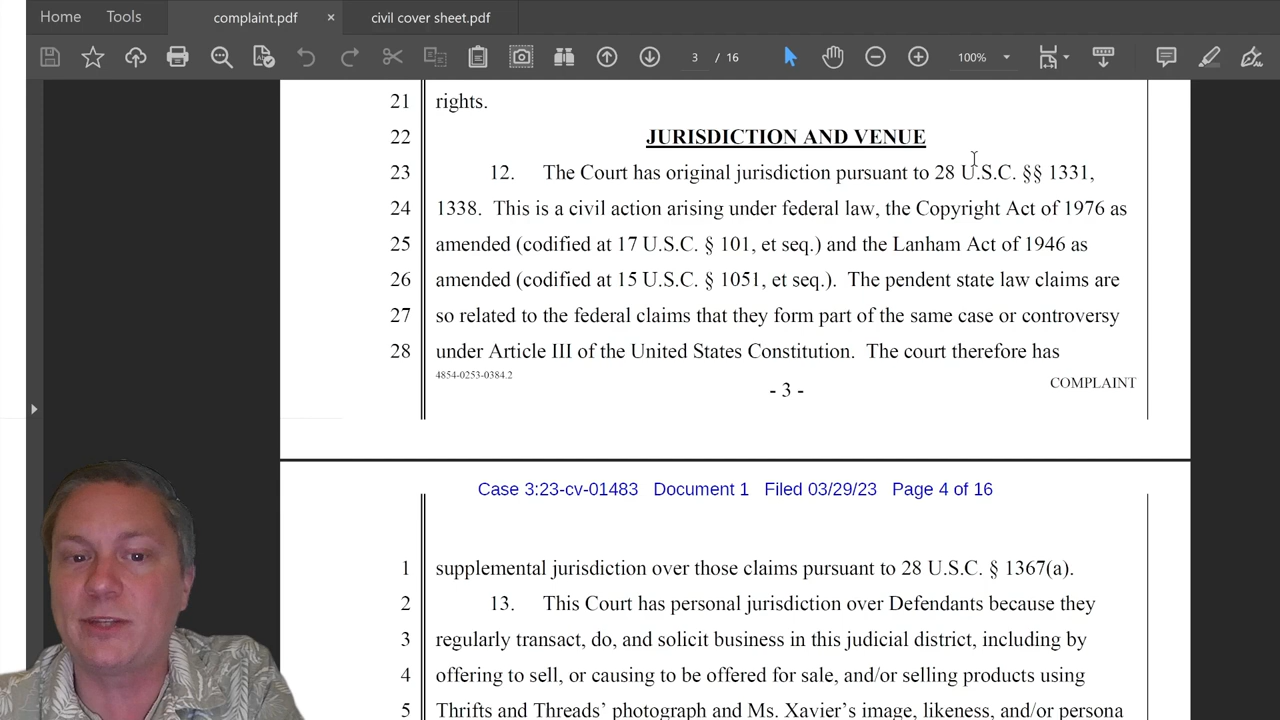 Home Tools complaint.pdf × civil cover sheet.pdf
3 / 16 100%
21 rights.
22 JURISDICTION AND VENUE
23 12. The Court has original jurisdiction pursuant to 28 U.S.C. §§ 1331,
24 1338. This is a civil action arising under federal law, the Copyright Act of 1976 as
25 amended (codified at 17 U.S.C. § 101, et seq.) and the Lanham Act of 1946 as
26 amended (codified at 15 U.S.C. § 1051, et seq.). The pendent state law claims are
27 so related to the federal claims that they form part of the same case or controversy
28 under Article III of the United States Constitution. The court therefore has
4854-0253-0384.2
- 3 -
COMPLAINT
Case 3:23-cv-01483 Document 1 Filed 03/29/23 Page 4 of 16
1 supplemental jurisdiction over those claims pursuant to 28 U.S.C. § 1367(a).
2 13. This Court has personal jurisdiction over Defendants because they
3 regularly transact, do, and solicit business in this judicial district, including by
4 offering to sell, or causing to be offered for sale, and/or selling products using
5 Thrifts and Threads' photograph and Ms. Xavier's image, likeness, and/or persona